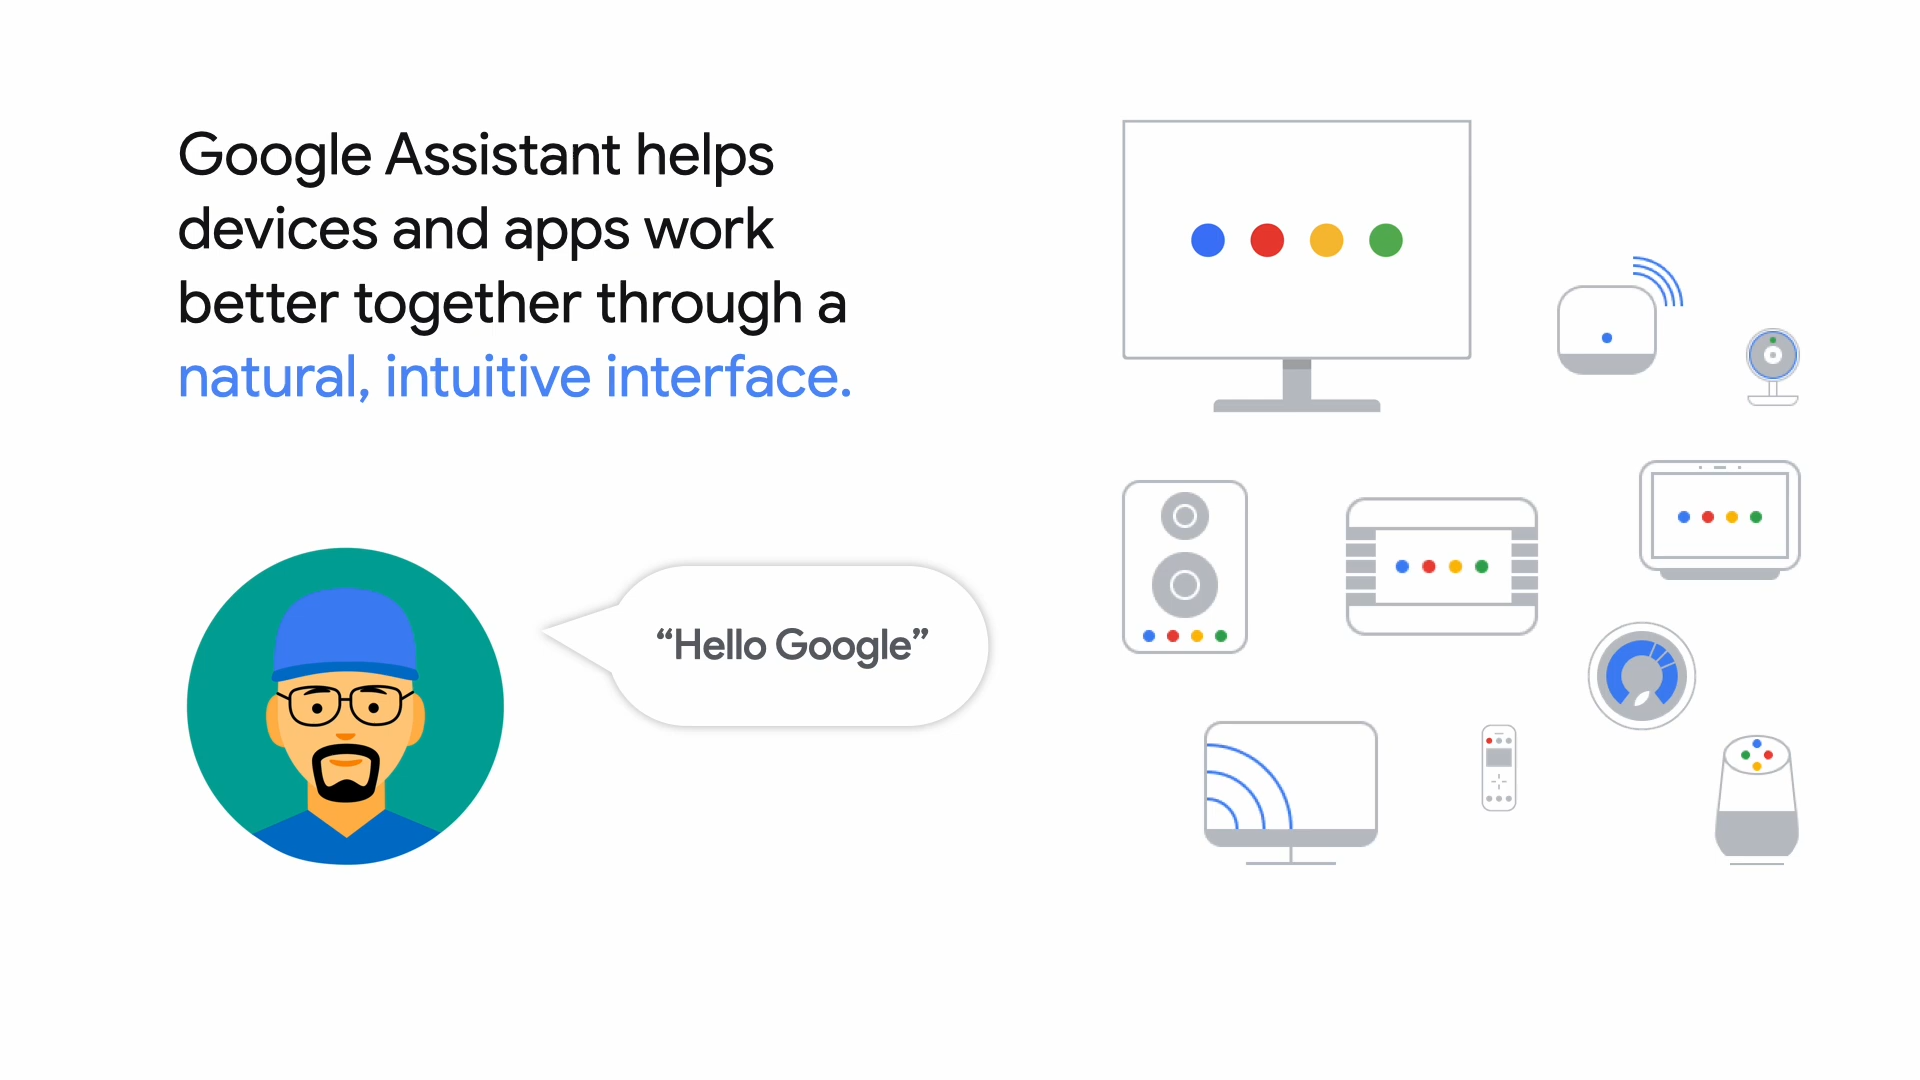 Google Assistant helps
devices and apps work
better together through a
natural, intuitive interface.
“Hello Google”